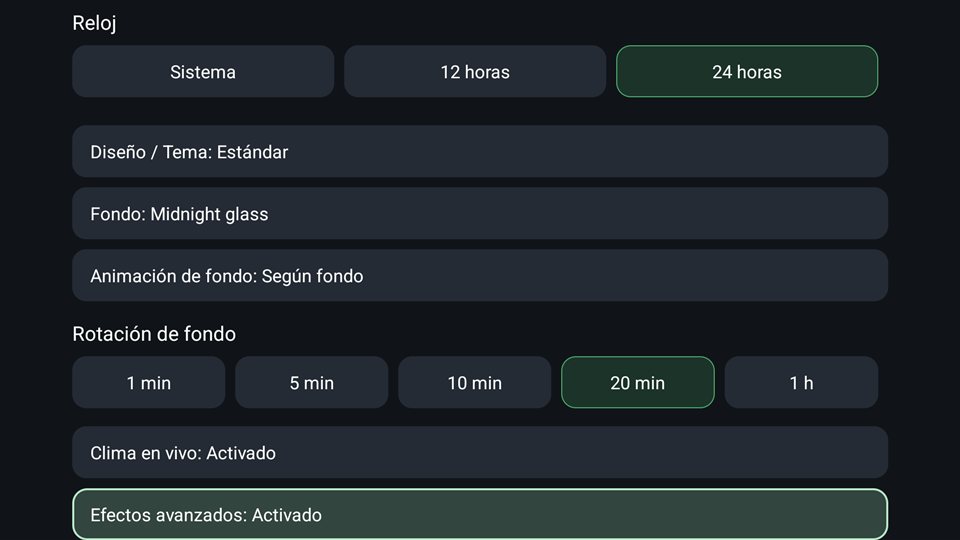 Reloj
Sistema
12 horas
24 horas
Diseño / Tema: Estándar
Fondo: Midnight glass
Animación de fondo: Según fondo
Rotación de fondo
1 min
5 min
10 min
20 min
1 h
Clima en vivo: Activado
Efectos avanzados: Activado